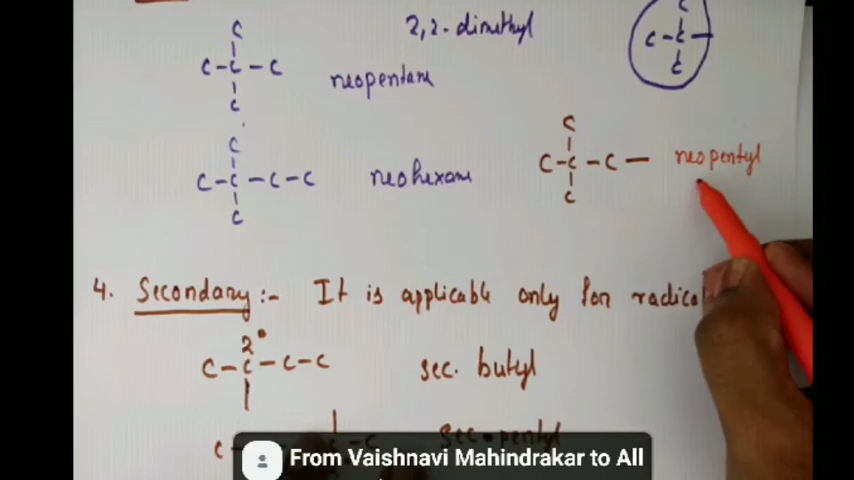 C
2,2-dimethyl
C
C-C-C
C-C-
C
C
neopentane
C
C
C-C-C-C
neohexane
C
C-C-C-
neopentyl
C
C
4. Secondary:- It is applicable only for radical
2°
C-C-C-C
sec. butyl
C
C
sec.pentyl
From Vaishnavi Mahindrakar to All